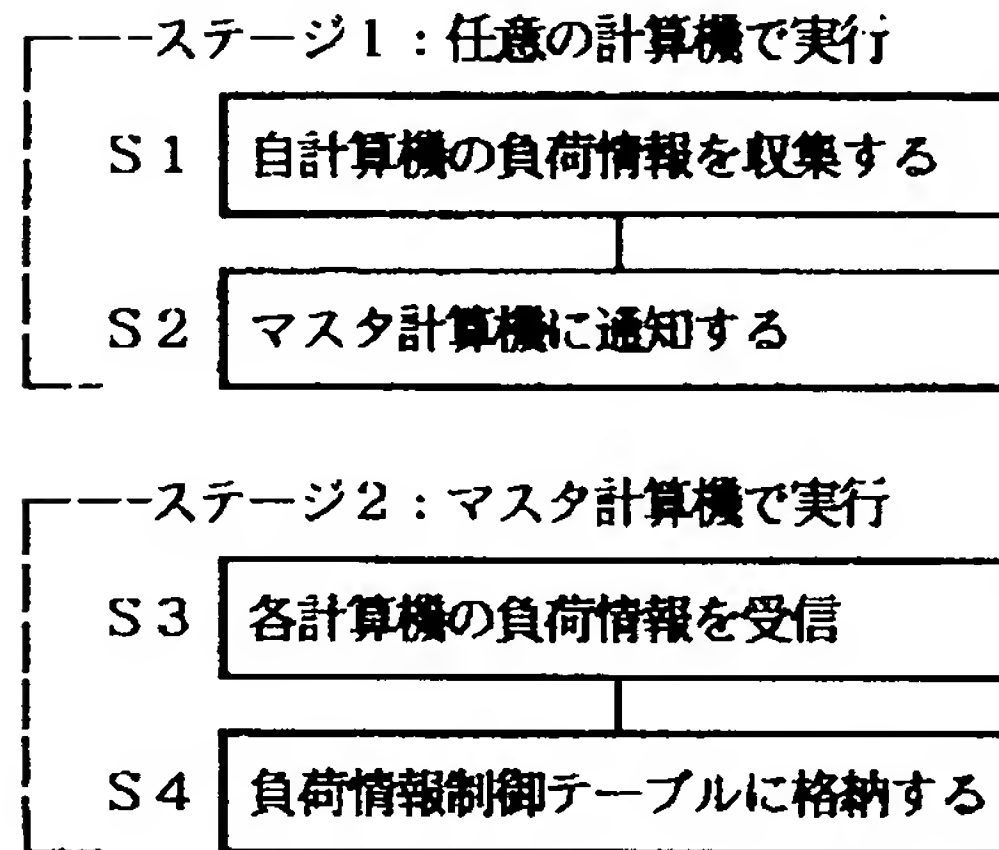 ステージ1：任意の計算機で実行
S1 自計算機の負荷情報を収集する
S2 マスタ計算機に通知する
ステージ2：マスタ計算機で実行
S3 各計算機の負荷情報を受信
S4 負荷情報制御テーブルに格納する